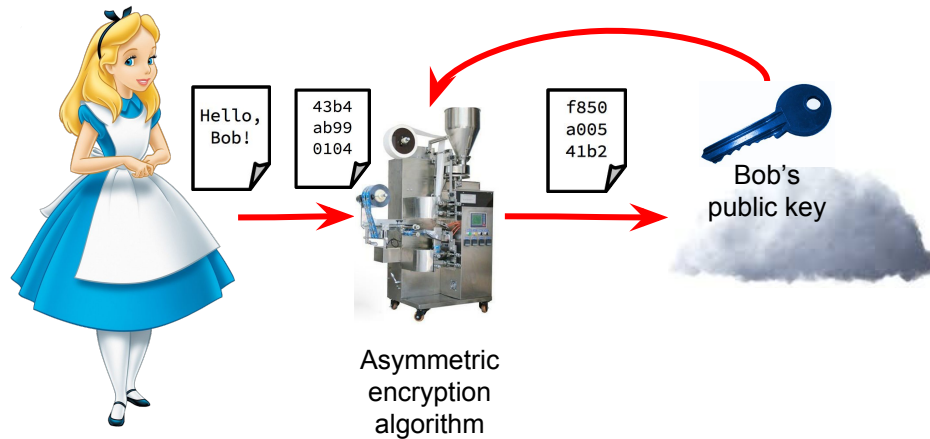 Hello,
Bob!
43b4
ab99
0104
f850
a005
41b2
Bob’s
public key
Asymmetric
encryption
algorithm